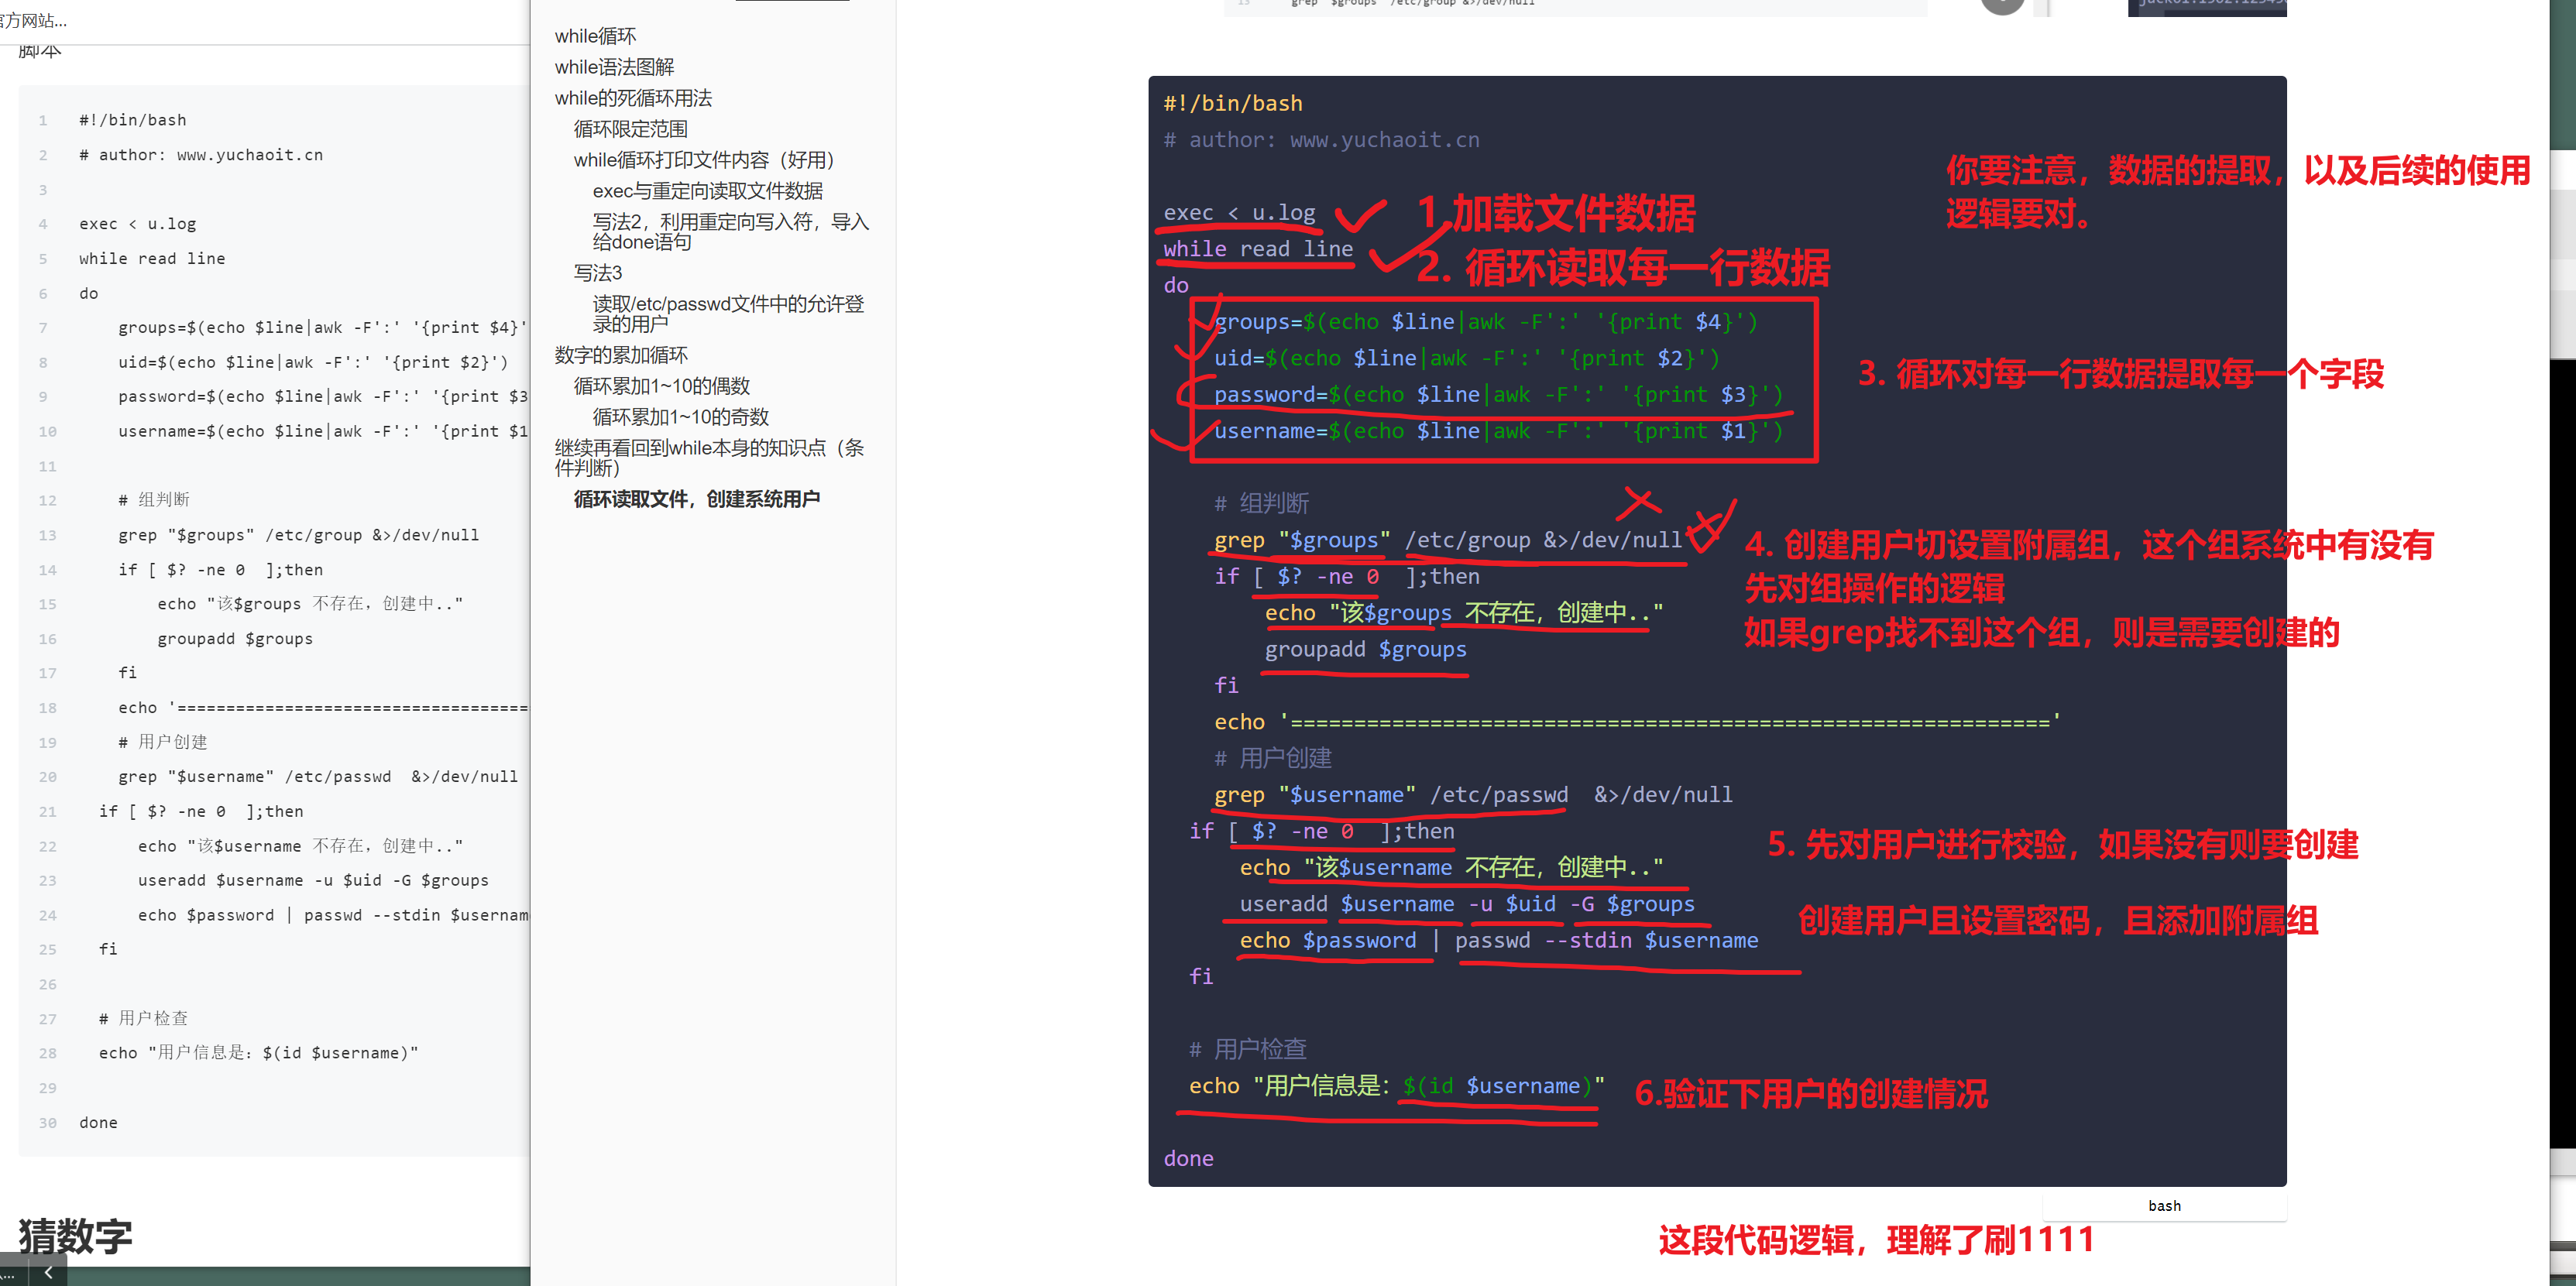 官方网站...
脚本
1 #!/bin/bash
2 # author: www.yuchaoit.cn
3
4 exec < u.log
5 while read line
6 do
7 groups=$(echo $line|awk -F':' '{print $4}'
8 uid=$(echo $line|awk -F':' '{print $2}')
9 password=$(echo $line|awk -F':' '{print $3
10 username=$(echo $line|awk -F':' '{print $1
11
12 # 组判断
13 grep "$groups" /etc/group &>/dev/null
14 if [ $? -ne 0  ];then
15 echo "该$groups 不存在，创建中.."
16 groupadd $groups
17 fi
18 echo '====================================
19 # 用户创建
20 grep "$username" /etc/passwd  &>/dev/null
21 if [ $? -ne 0  ];then
22 echo "该$username 不存在，创建中.."
23 useradd $username -u $uid -G $groups
24 echo $password | passwd --stdin $usernam
25 fi
26
27 # 用户检查
28 echo "用户信息是：$(id $username)"
29
30 done
猜数字
while循环
while语法图解
while的死循环用法
循环限定范围
while循环打印文件内容（好用）
exec与重定向读取文件数据
写法2，利用重定向写入符，导入
给done语句
写法3
读取/etc/passwd文件中的允许登
录的用户
数字的累加循环
循环累加1~10的偶数
循环累加1~10的奇数
继续再看回到while本身的知识点（条
件判断）
循环读取文件，创建系统用户
13 grep "$groups" /etc/group &>/dev/null
#!/bin/bash
# author: www.yuchaoit.cn
你要注意，数据的提取，以及后续的使用
逻辑要对。
exec < u.log
1.加载文件数据
while read line
2. 循环读取每一行数据
do
groups=$(echo $line|awk -F':' '{print $4}')
uid=$(echo $line|awk -F':' '{print $2}')
password=$(echo $line|awk -F':' '{print $3}')
username=$(echo $line|awk -F':' '{print $1}')
3. 循环对每一行数据提取每一个字段
# 组判断
grep "$groups" /etc/group &>/dev/null
if [ $? -ne 0  ];then
echo "该$groups 不存在，创建中.."
groupadd $groups
fi
4. 创建用户切设置附属组，这个组系统中有没有
先对组操作的逻辑
如果grep找不到这个组，则是需要创建的
echo '============================================================'
# 用户创建
grep "$username" /etc/passwd  &>/dev/null
if [ $? -ne 0  ];then
echo "该$username 不存在，创建中.."
5. 先对用户进行校验，如果没有则要创建
useradd $username -u $uid -G $groups
echo $password | passwd --stdin $username
创建用户且设置密码，且添加附属组
fi
# 用户检查
echo "用户信息是：$(id $username)"
6.验证下用户的创建情况
done
bash
这段代码逻辑，理解了刷1111